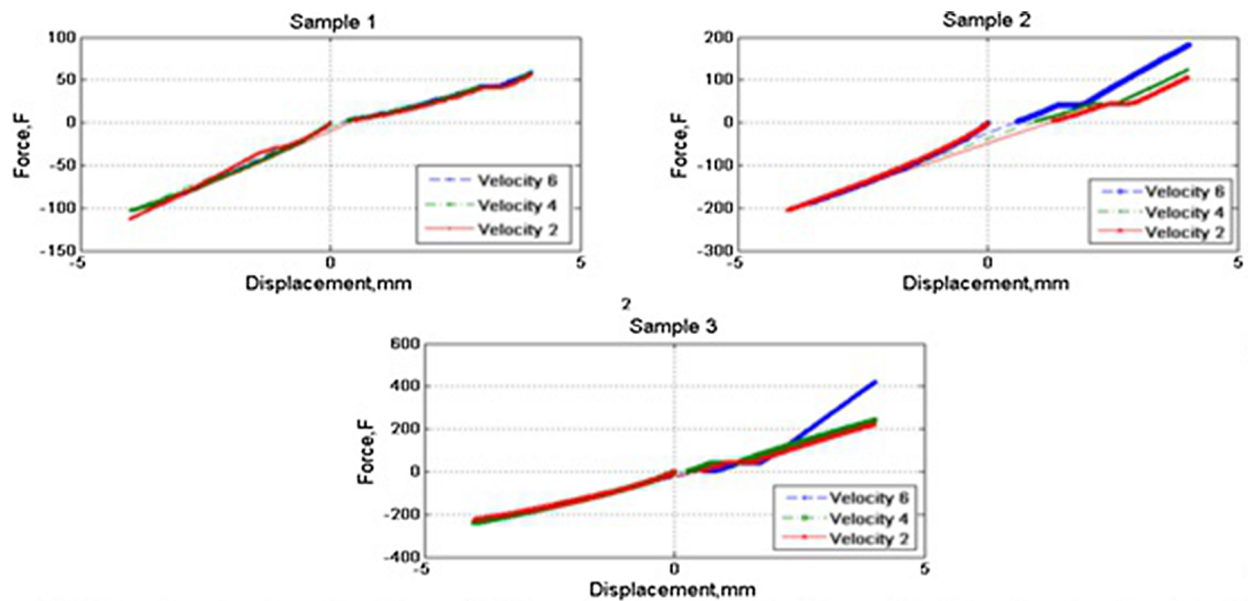 Sample 1
100
50
0
-50
-100
-150
-5
0
5
Force,F
Displacement,mm
Velocity 6
Velocity 4
Velocity 2
Sample 2
200
100
0
-100
-200
-300
-5
0
5
Force,F
Displacement,mm
Velocity 6
Velocity 4
Velocity 2
2
Sample 3
600
400
200
0
-200
-400
-5
0
5
Force,F
Displacement,mm
Velocity 6
Velocity 4
Velocity 2